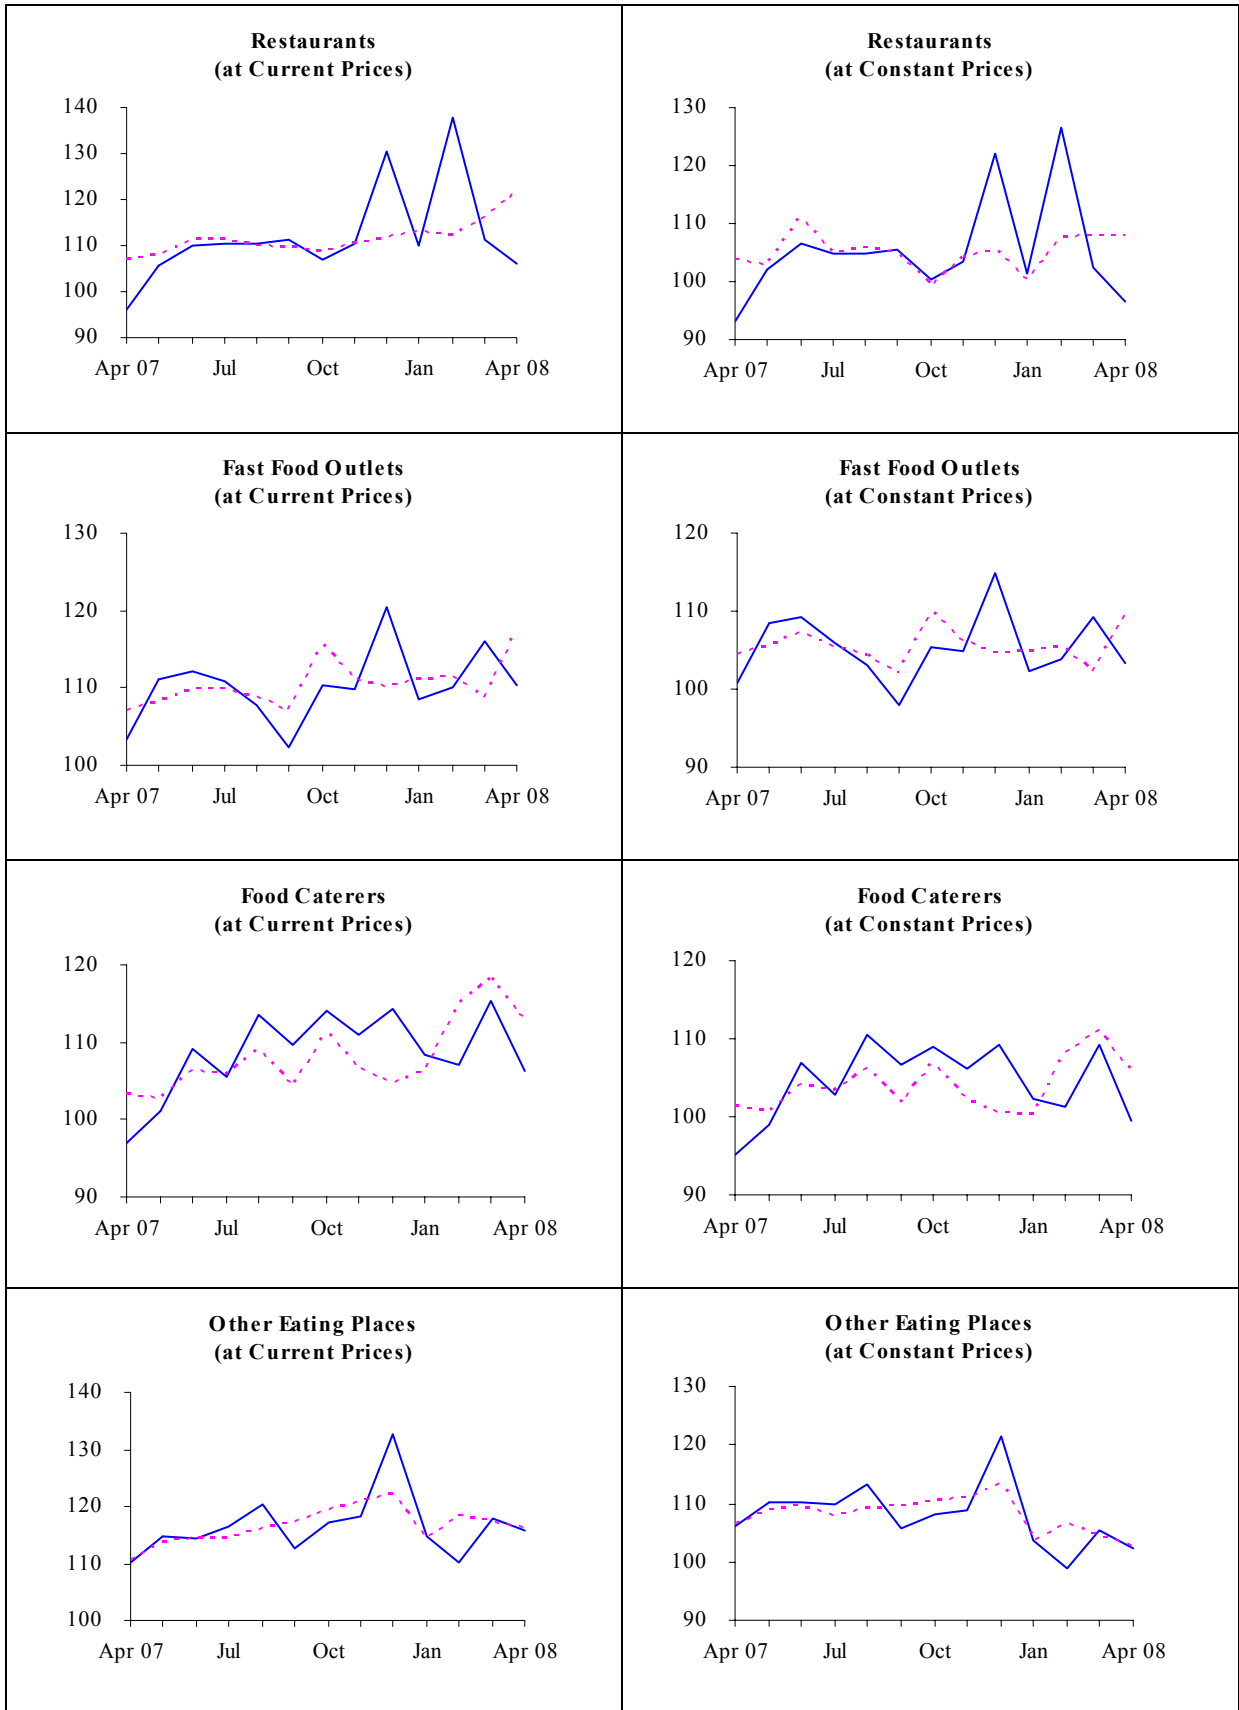 Restaurants
(at Current Prices)
140
130
120
110
100
90
Apr 07 Jul Oct Jan Apr 08
Restaurants
(at Constant Prices)
130
120
110
100
90
Apr 07 Jul Oct Jan Apr 08
Fast Food Outlets
(at Current Prices)
130
120
110
100
Apr 07 Jul Oct Jan Apr 08
Fast Food Outlets
(at Constant Prices)
120
110
100
90
Apr 07 Jul Oct Jan Apr 08
Food Caterers
(at Current Prices)
120
110
100
90
Apr 07 Jul Oct Jan Apr 08
Food Caterers
(at Constant Prices)
120
110
100
90
Apr 07 Jul Oct Jan Apr 08
Other Eating Places
(at Current Prices)
140
130
120
110
100
Apr 07 Jul Oct Jan Apr 08
Other Eating Places
(at Constant Prices)
130
120
110
100
90
Apr 07 Jul Oct Jan Apr 08